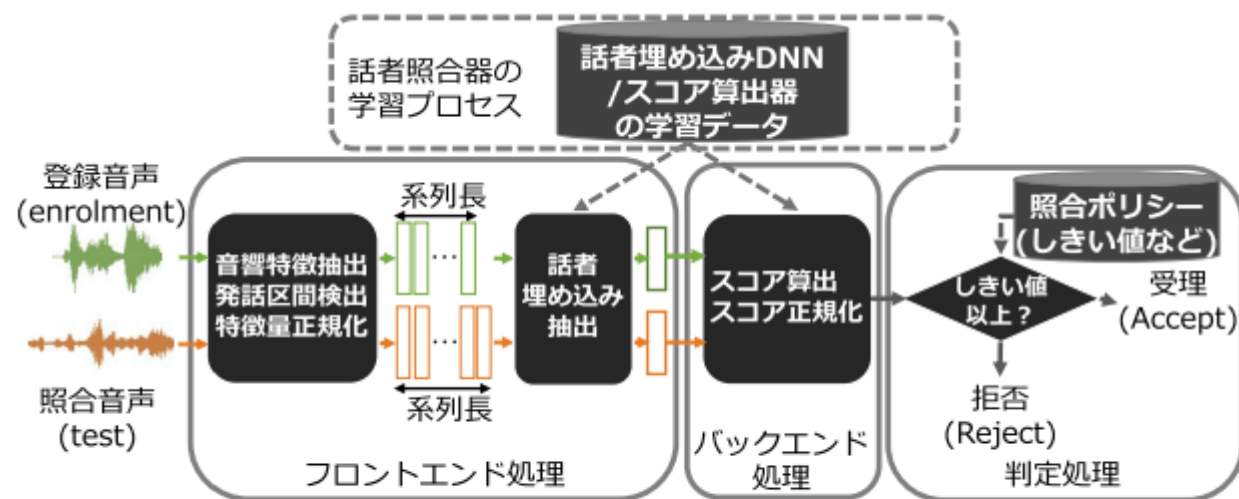 話者照合器の
学習プロセス
話者埋め込みDNN
/スコア算出器
の学習データ
登録音声
(enrolment)
照合音声
(test)
音響特徴抽出
発話区間検出
特徴量正規化
系列長
…
…
系列長
話者
埋め込み
抽出
フロントエンド処理
スコア算出
スコア正規化
バックエンド
処理
照合ポリシー
(しきい値など)
しきい値
以上？
受理
(Accept)
拒否
(Reject)
判定処理